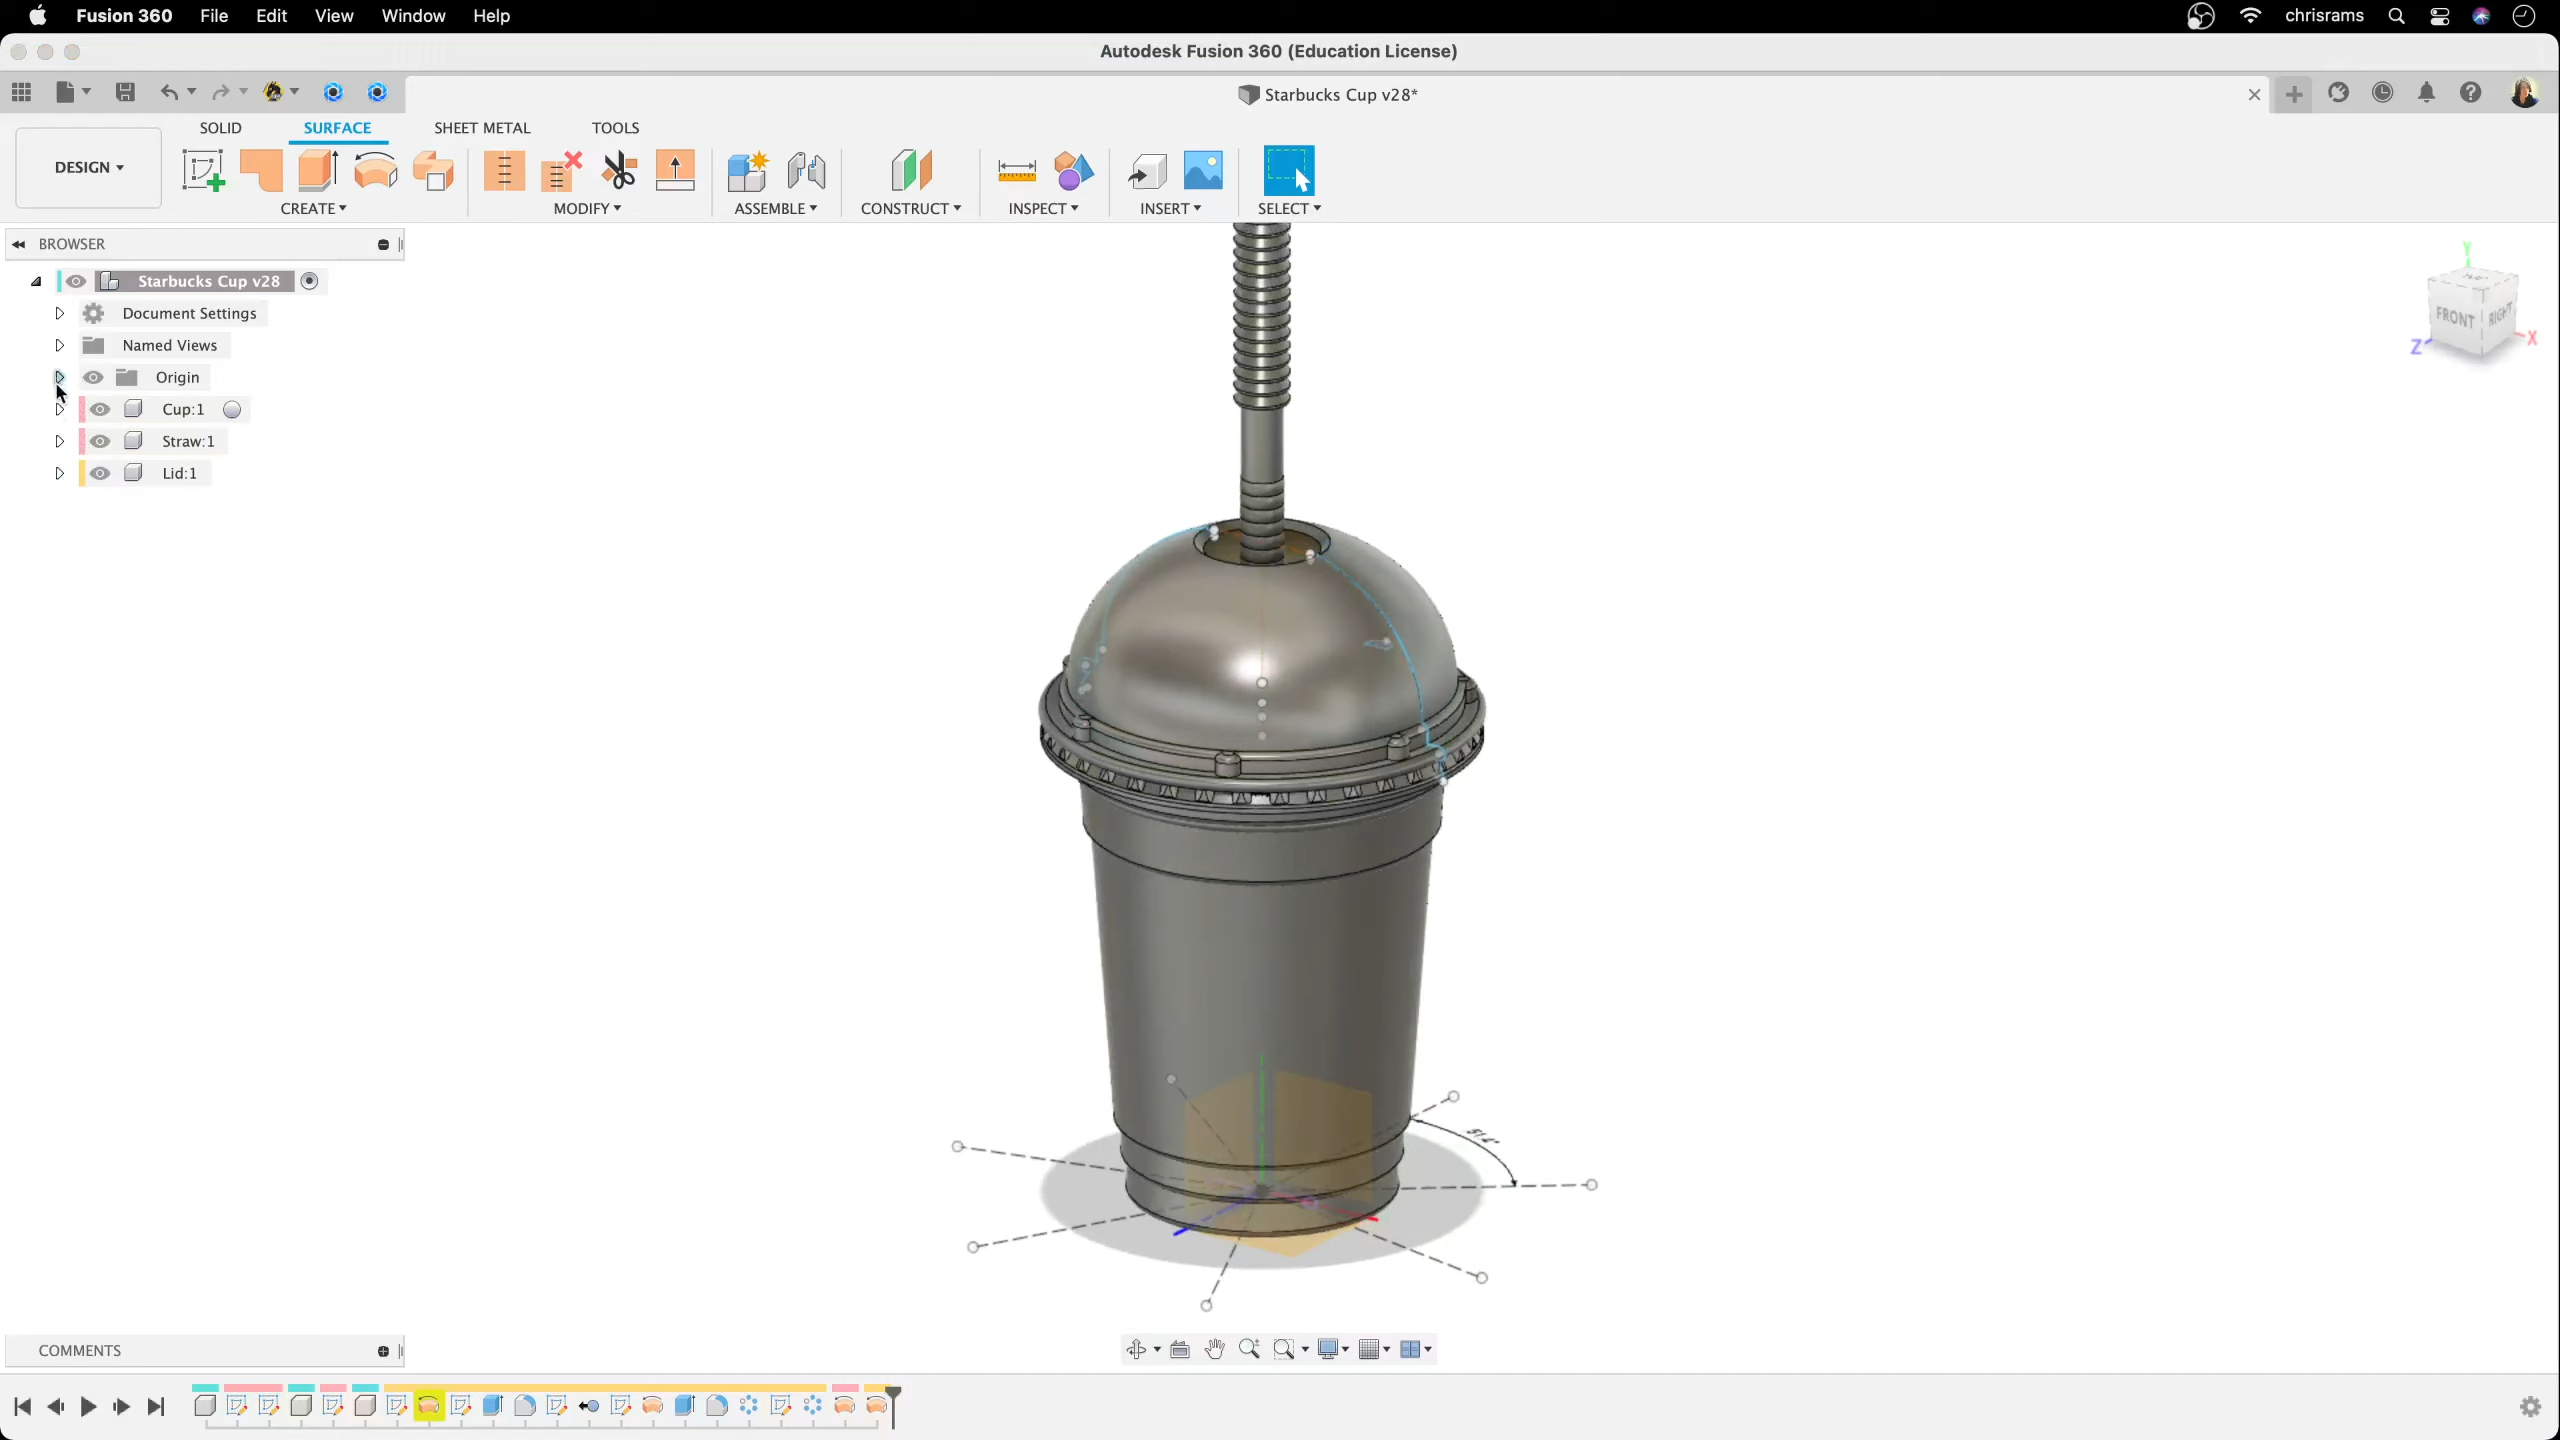 Fusion 360 File Edit View Window Help chrisrams
Autodesk Fusion 360 (Education License)
Starbucks Cup v28*
SOLID SURFACE SHEET METAL TOOLS
DESIGN
CREATE MODIFY ASSEMBLE CONSTRUCT INSPECT INSERT SELECT
BROWSER
Starbucks Cup v28
Document Settings
Named Views
Origin
Cup:1
Straw:1
Lid:1
Y
FRONT RIGHT
Z X
COMMENTS